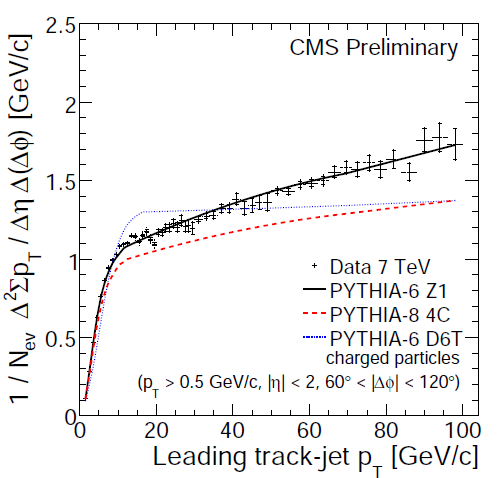 CMS Preliminary
1 / N_ev Δ²Σp_T / Δη Δ(Δϕ) [GeV/c]
2.5
2
1.5
1
0.5
0
Data 7 TeV
PYTHIA-6 Z1
PYTHIA-8 4C
PYTHIA-6 D6T
charged particles
(p_T > 0.5 GeV/c, |η| < 2, 60° < |Δϕ| < 120°)
0 20 40 60 80 100
Leading track-jet p_T [GeV/c]